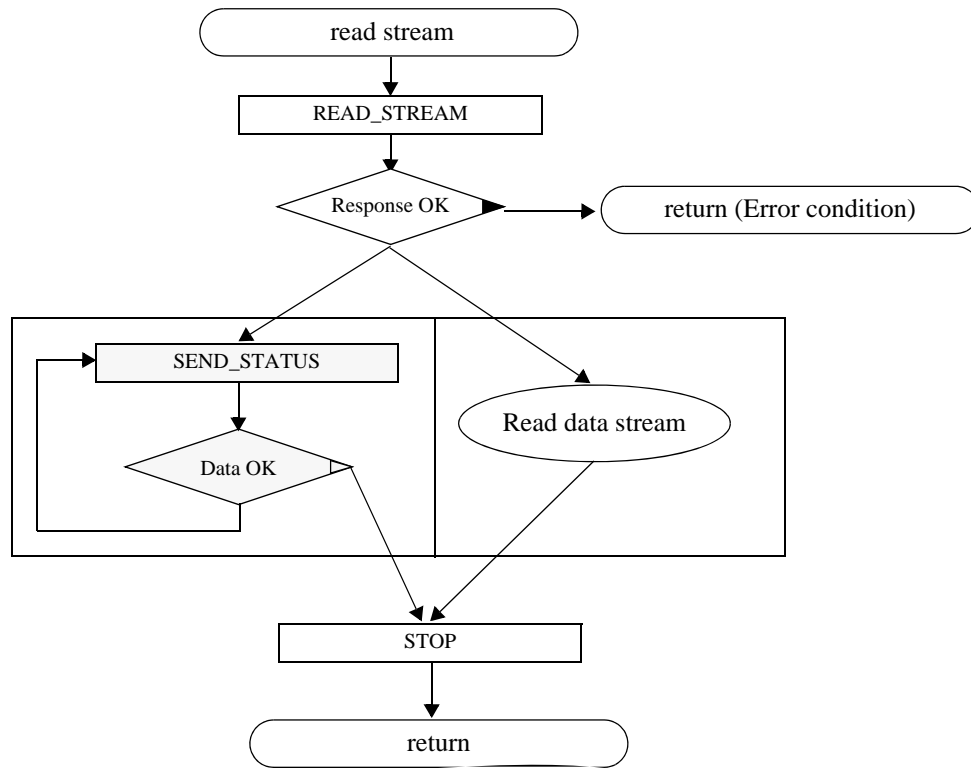 read stream
READ_STREAM
Response OK
return (Error condition)
SEND_STATUS
Read data stream
Data OK
STOP
return